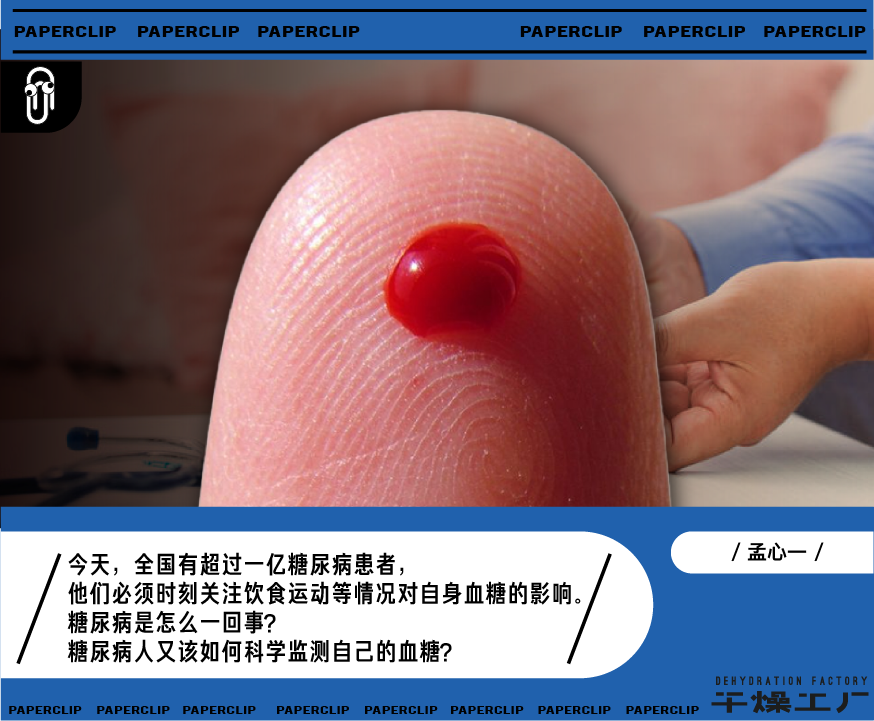 PAPERCLIP PAPERCLIP PAPERCLIP PAPERCLIP PAPERCLIP PAPERCLIP
今天，全国有超过一亿糖尿病患者，
他们必须时刻关注饮食运动等情况对自身血糖的影响。
糖尿病是怎么一回事?
糖尿病人又该如何科学监测自己的血糖?
/ 孟心一 /
DEHYDRATION FACTORY
干燥工厂
PAPERCLIP PAPERCLIP PAPERCLIP PAPERCLIP PAPERCLIP PAPERCLIP PAPERCLIP PAPERCLIP